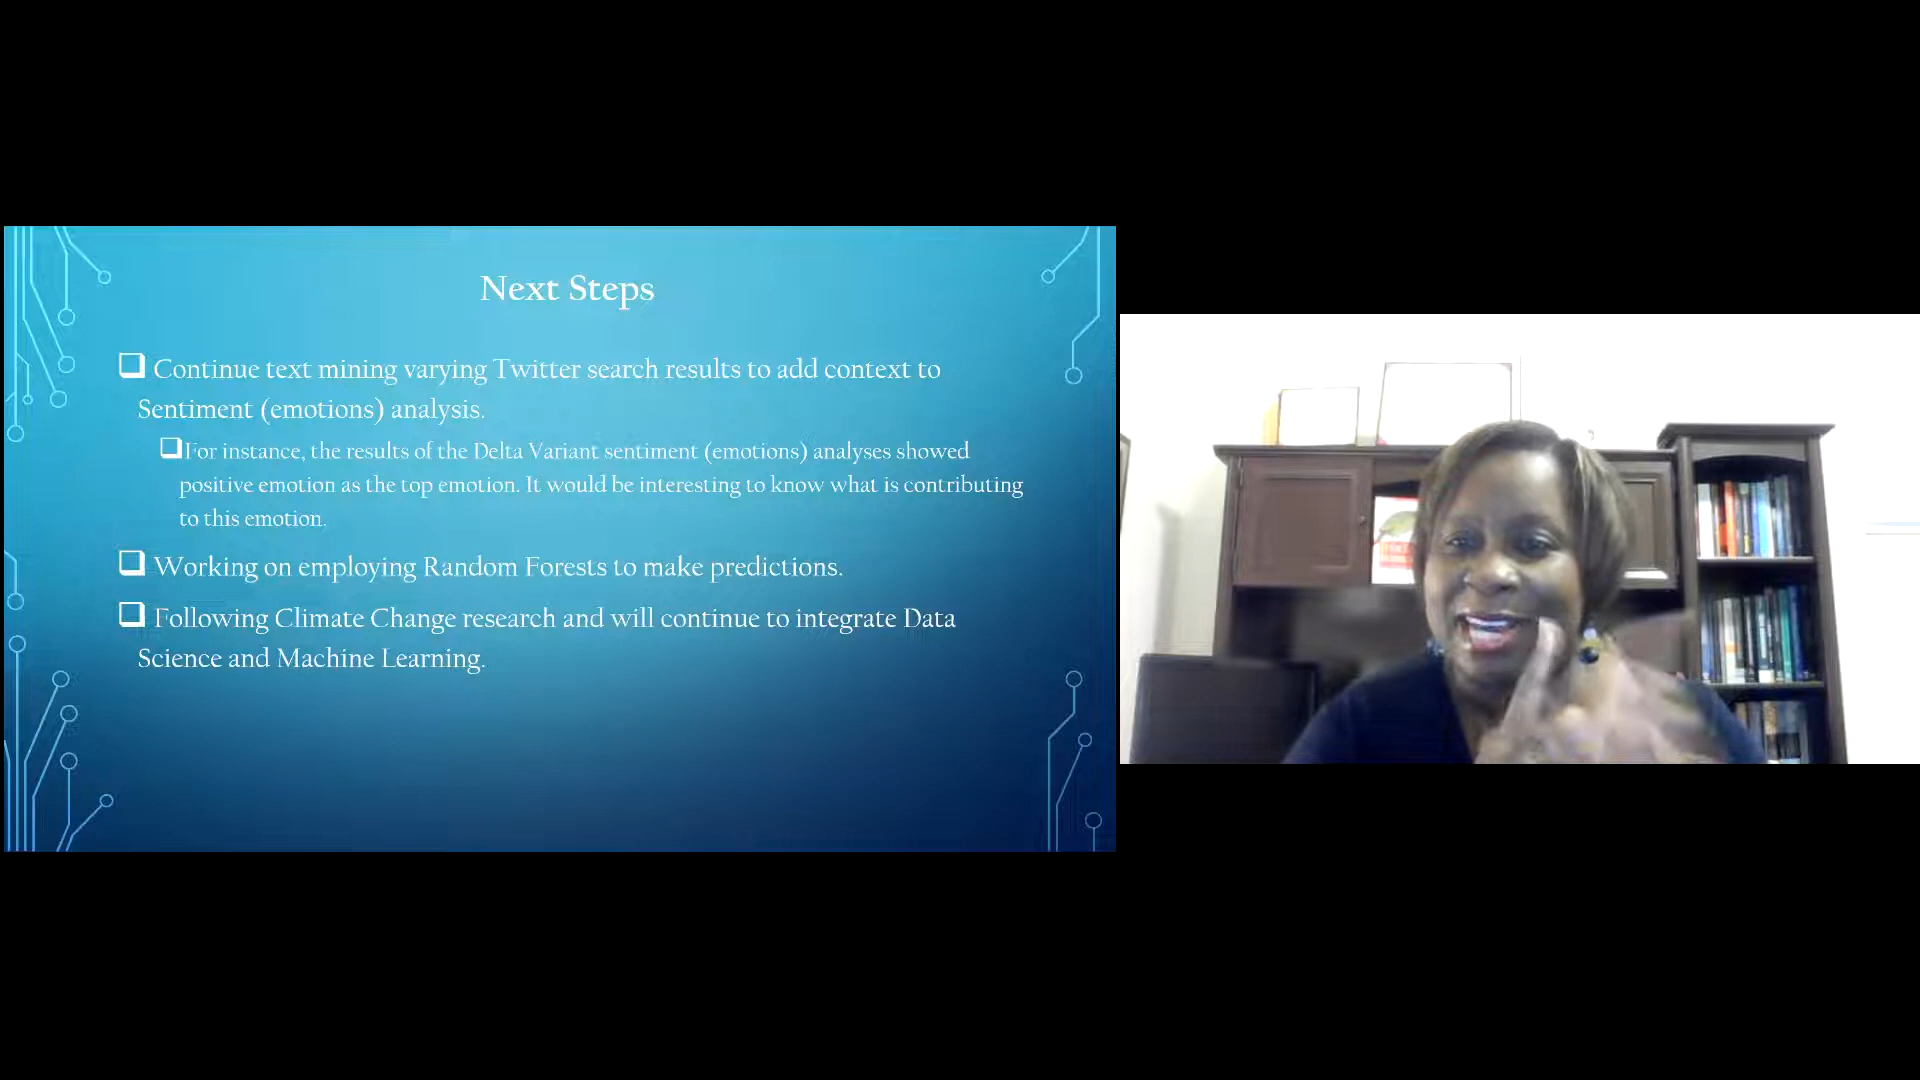 Next Steps
Continue text mining varying Twitter search results to add context to
Sentiment (emotions) analysis.
For instance, the results of the Delta Variant sentiment (emotions) analyses showed
positive emotion as the top emotion. It would be interesting to know what is contributing
to this emotion.
Working on employing Random Forests to make predictions.
Following Climate Change research and will continue to integrate Data
Science and Machine Learning.